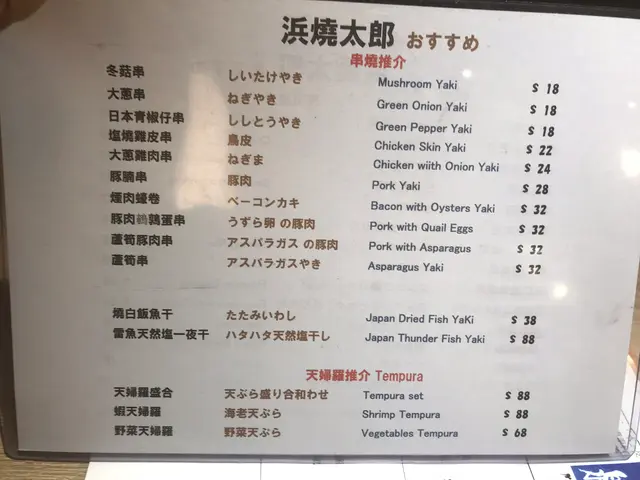 浜燒太郎 おすすめ
串燒推介
冬菇串 しいたけやき Mushroom Yaki $ 18
大蔥串 ねぎやき Green Onion Yaki $ 18
日本青椒仔串 ししとうやき Green Pepper Yaki $ 18
塩燒雞皮串 鳥皮 Chicken Skin Yaki $ 22
大蔥雞肉串 ねぎま Chicken wiith Onion Yaki $ 24
豚腩串 豚肉 Pork Yaki $ 28
煙肉蠔卷 ベーコンカキ Bacon with Oysters Yaki $ 32
豚肉鵪鶉蛋串 うずら卵 の豚肉 Pork with Quail Eggs $ 32
蘆筍豚肉串 アスパラガス の豚肉 Pork with Asparagus $ 32
蘆筍串 アスパラガスやき Asparagus Yaki $ 32
燒白飯魚干 たたみいわし Japan Dried Fish YaKi $ 38
雷魚天然塩一夜干 ハタハタ天然塩干し Japan Thunder Fish Yaki $ 88
天婦羅推介 Tempura
天婦羅盛合 天ぷら盛り合和わせ Tempura set $ 88
蝦天婦羅 海老天ぷら Shrimp Tempura $ 88
野菜天婦羅 野菜天ぷら Vegetables Tempura $ 68